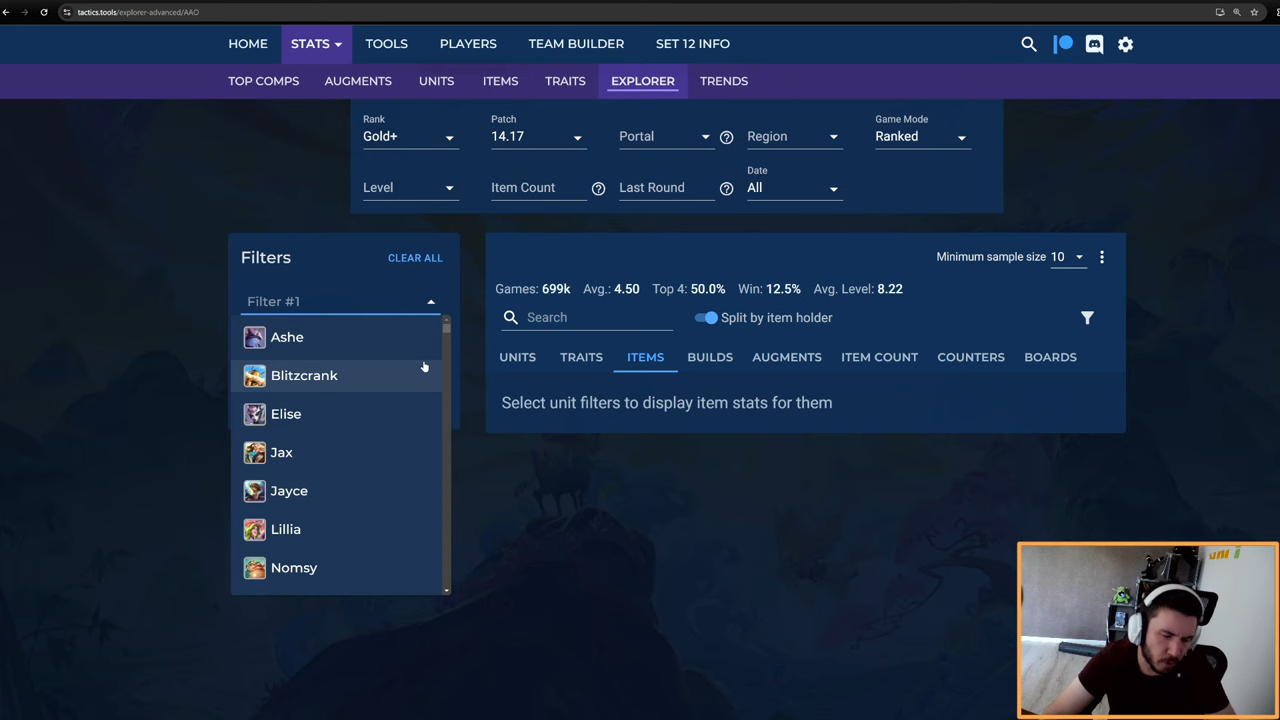 tactics.tools/explorer-advanced/AAO
HOME STATS TOOLS PLAYERS TEAM BUILDER SET 12 INFO
TOP COMPS AUGMENTS UNITS ITEMS TRAITS EXPLORER TRENDS
Rank Patch Game Mode
Gold+ 14.17 Portal ? Region Ranked
Date
Level Item Count ? Last Round ? All
Filters CLEAR ALL
Filter #1
Ashe
Blitzcrank
Elise
Jax
Jayce
Lillia
Nomsy
Minimum sample size 10
Games: 699k Avg.: 4.50 Top 4: 50.0% Win: 12.5% Avg. Level: 8.22
Search Split by item holder
UNITS TRAITS ITEMS BUILDS AUGMENTS ITEM COUNT COUNTERS BOARDS
Select unit filters to display item stats for them